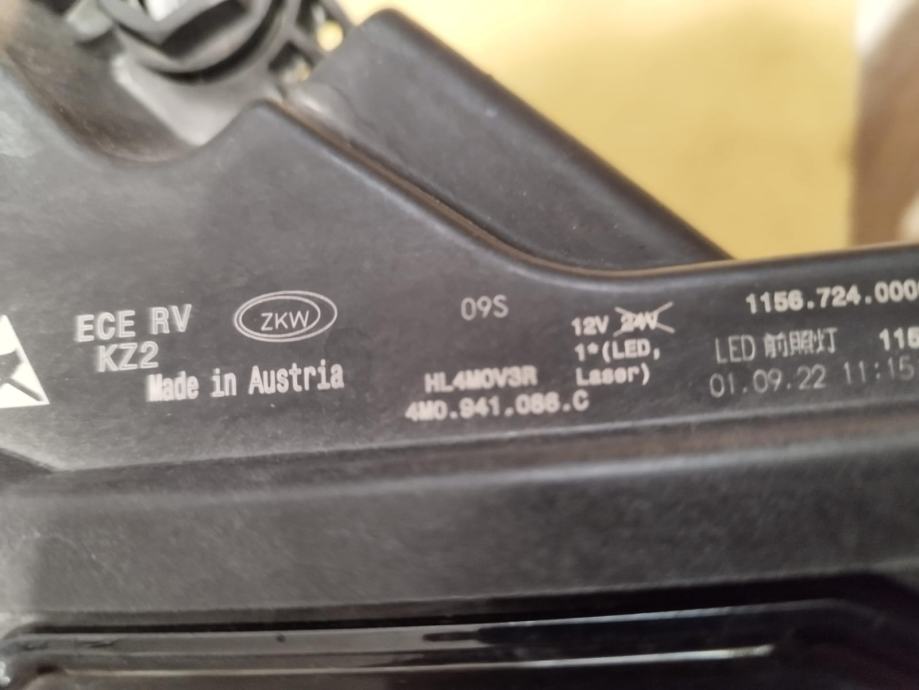 ECE RV
KZ2
ZKW
Made in Austria
09S
HL4M0V3R
4M0.941.086.C
12V 24V
1*(LED,
Laser)
1156.724.000
LED 前照灯 116
01.09.22 11:15